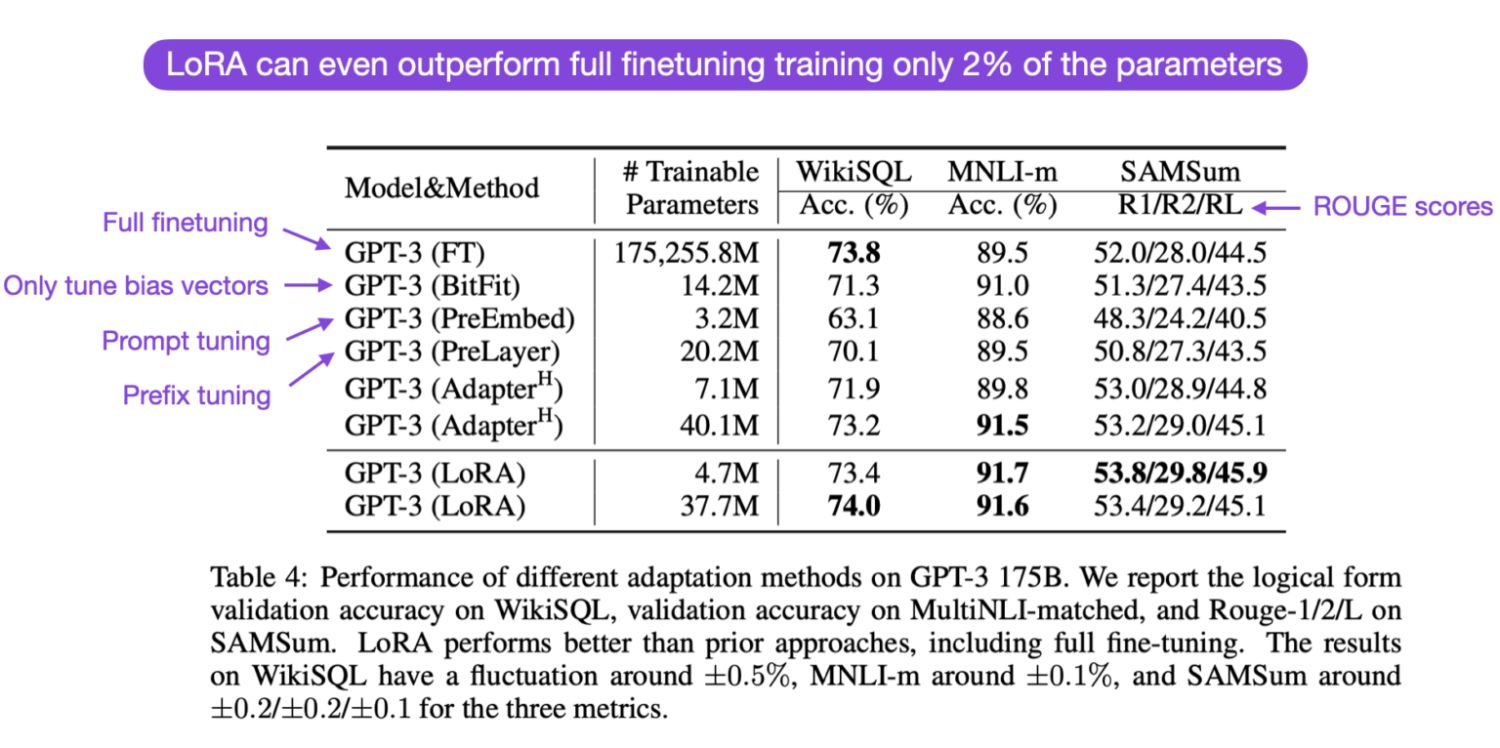 LoRA can even outperform full finetuning training only 2% of the parameters
Model&Method # Trainable Parameters WikiSQL MNLI-m SAMSum
Acc. (%) Acc. (%) R1/R2/RL ROUGE scores
Full finetuning
GPT-3 (FT) 175,255.8M 73.8 89.5 52.0/28.0/44.5
Only tune bias vectors GPT-3 (BitFit) 14.2M 71.3 91.0 51.3/27.4/43.5
GPT-3 (PreEmbed) 3.2M 63.1 88.6 48.3/24.2/40.5
Prompt tuning
GPT-3 (PreLayer) 20.2M 70.1 89.5 50.8/27.3/43.5
Prefix tuning
GPT-3 (Adapterᴴ) 7.1M 71.9 89.8 53.0/28.9/44.8
GPT-3 (Adapterᴴ) 40.1M 73.2 91.5 53.2/29.0/45.1
GPT-3 (LoRA) 4.7M 73.4 91.7 53.8/29.8/45.9
GPT-3 (LoRA) 37.7M 74.0 91.6 53.4/29.2/45.1
Table 4: Performance of different adaptation methods on GPT-3 175B. We report the logical form
validation accuracy on WikiSQL, validation accuracy on MultiNLI-matched, and Rouge-1/2/L on
SAMSum. LoRA performs better than prior approaches, including full fine-tuning. The results
on WikiSQL have a fluctuation around ±0.5%, MNLI-m around ±0.1%, and SAMSum around
±0.2/±0.2/±0.1 for the three metrics.